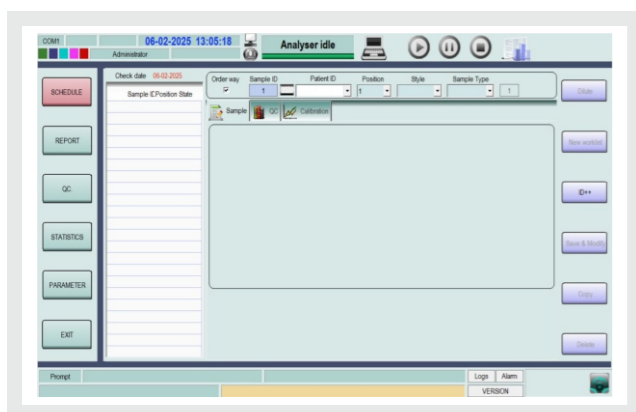 COM1
06-02-2025 13:05:18
Analyser idle
Administrator
SCHEDULE
REPORT
QC
STATISTICS
PARAMETER
EXIT
Check date 06-02-2025
Sample ID Position State
Order way Sample ID Patient ID Position Style Sample Type
1 1 1
Sample QC Calibration
Dilute
New worklist
ID++
Save & Modify
Copy
Delete
Prompt
Logs Alarm
VERSION